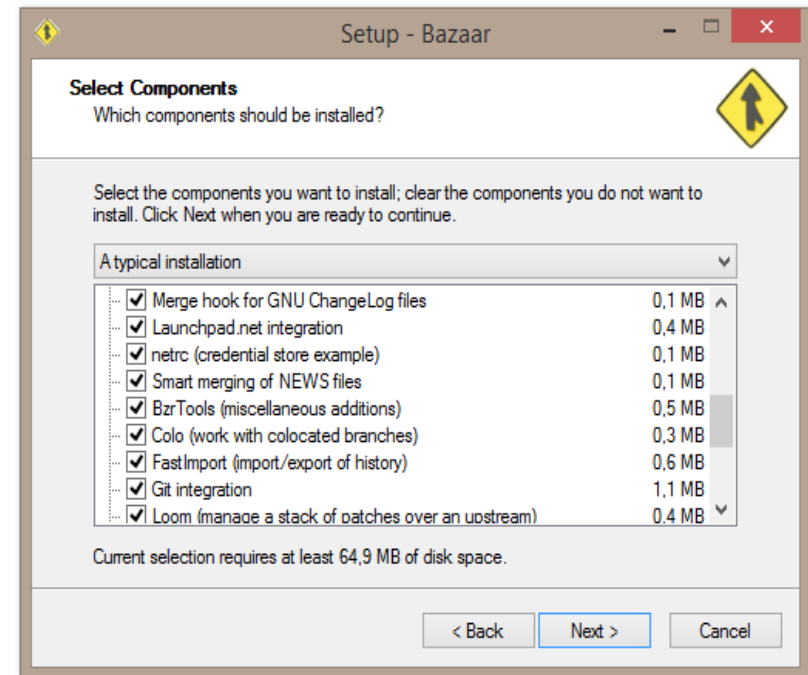 Setup - Bazaar
Select Components
Which components should be installed?
Select the components you want to install; clear the components you do not want to
install. Click Next when you are ready to continue.
A typical installation
Merge hook for GNU ChangeLog files 0,1 MB
Launchpad.net integration 0,4 MB
netrc (credential store example) 0,1 MB
Smart merging of NEWS files 0,1 MB
BzrTools (miscellaneous additions) 0,5 MB
Colo (work with colocated branches) 0,3 MB
FastImport (import/export of history) 0,6 MB
Git integration 1,1 MB
Loom (manage a stack of patches over an upstream) 0.4 MB
Current selection requires at least 64,9 MB of disk space.
< Back Next > Cancel